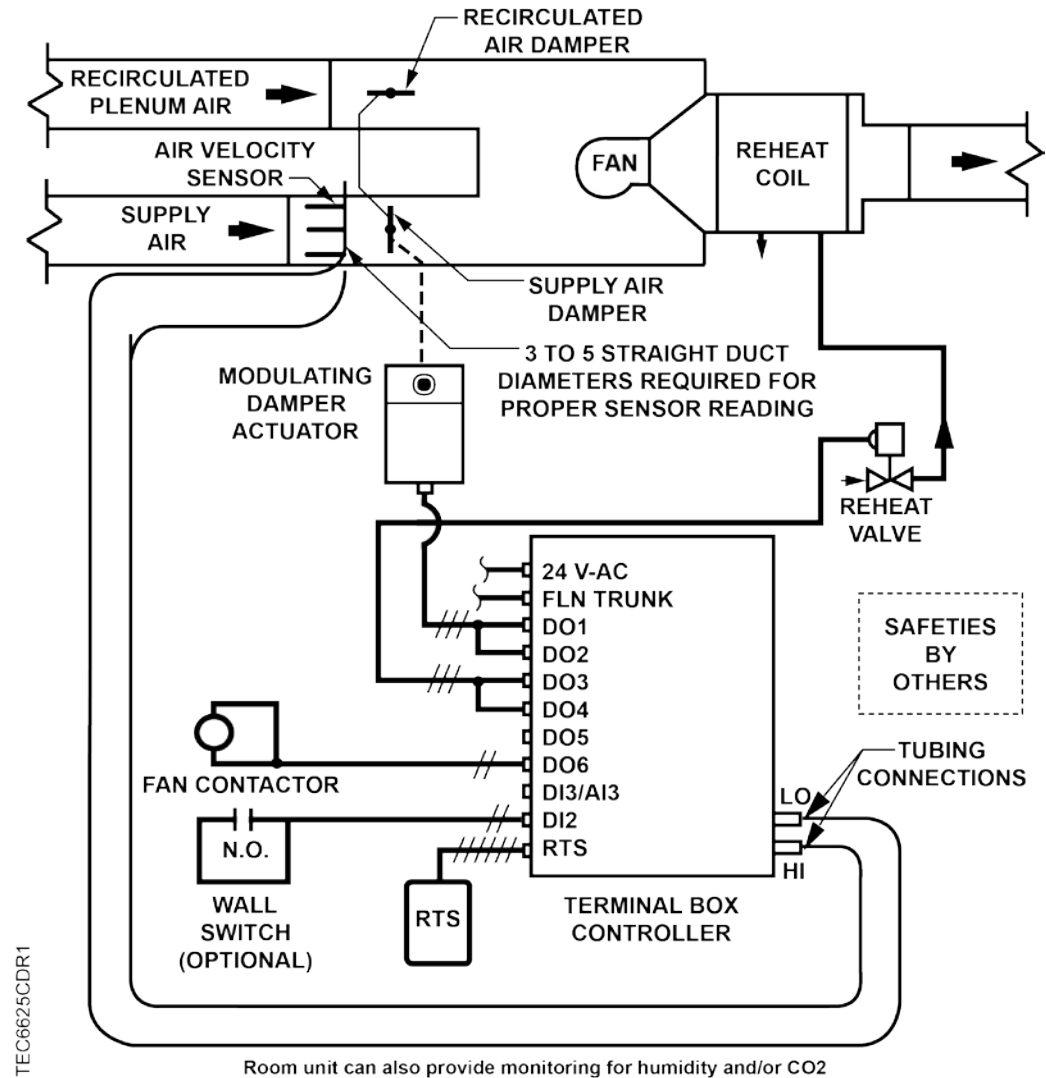 RECIRCULATED
AIR DAMPER
RECIRCULATED
PLENUM AIR
AIR VELOCITY
SENSOR
FAN
REHEAT
COIL
SUPPLY
AIR
SUPPLY AIR
DAMPER
3 TO 5 STRAIGHT DUCT
DIAMETERS REQUIRED FOR
PROPER SENSOR READING
MODULATING
DAMPER
ACTUATOR
REHEAT
VALVE
24 V-AC
FLN TRUNK
DO1
DO2
DO3
DO4
DO5
DO6
DI3/AI3
DI2
RTS
SAFETIES
BY
OTHERS
FAN CONTACTOR
TUBING
CONNECTIONS
LO
HI
N.O.
WALL
SWITCH
(OPTIONAL)
RTS
TERMINAL BOX
CONTROLLER
TEC6625CDR1
Room unit can also provide monitoring for humidity and/or CO2